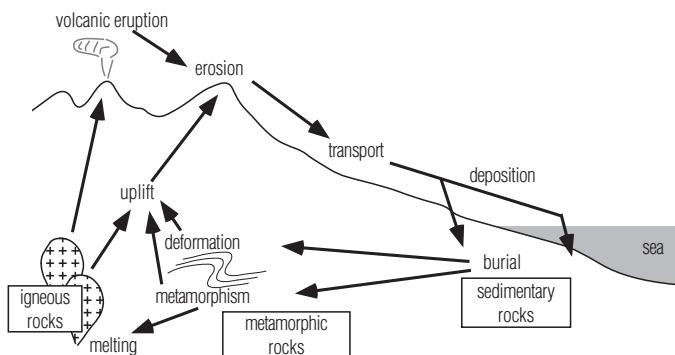 volcanic eruption
erosion
transport
deposition
uplift
deformation
sea
burial
igneous
rocks
metamorphism
sedimentary
rocks
melting
metamorphic
rocks